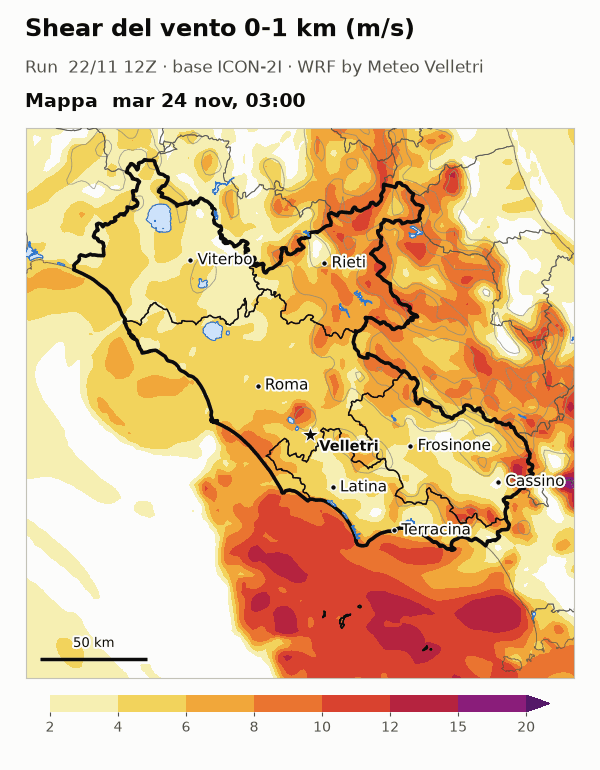 Shear del vento 0-1 km (m/s)
Run  22/11 12Z · base ICON-2I · WRF by Meteo Velletri
Mappa  mar 24 nov, 03:00
Viterbo
Rieti
Roma
Velletri
Frosinone
Latina
Cassino
Terracina
50 km
2 4 6 8 10 12 15 20